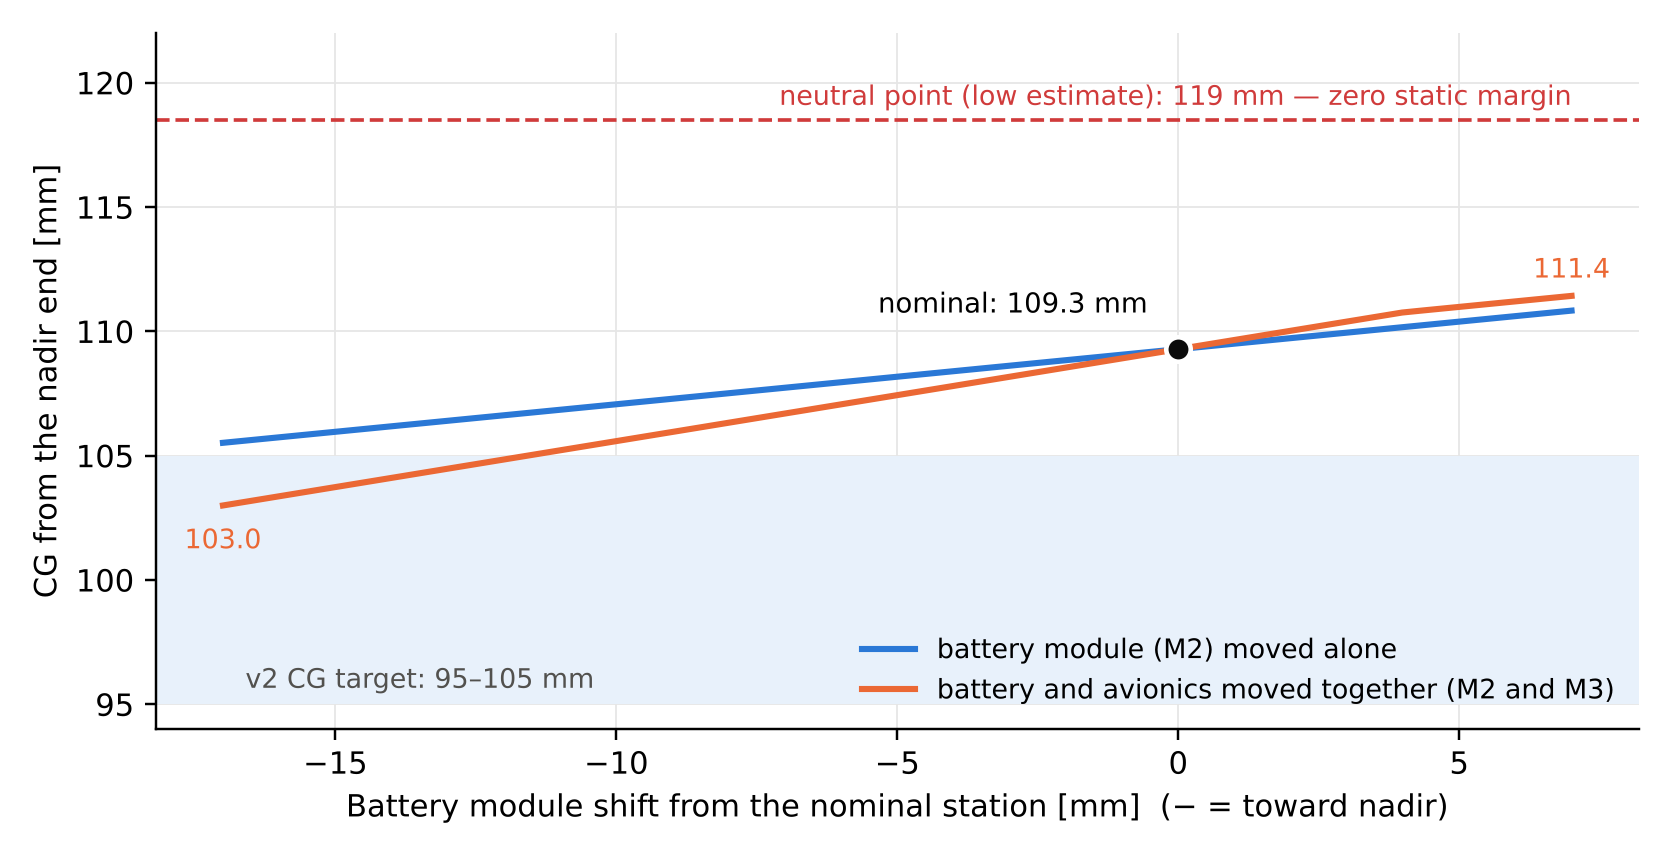 120
neutral point (low estimate): 119 mm — zero static margin
115
111.4
nominal: 109.3 mm
110
105
103.0
100
battery module (M2) moved alone
v2 CG target: 95–105 mm
battery and avionics moved together (M2 and M3)
95
CG from the nadir end [mm]
−15 −10 −5 0 5
Battery module shift from the nominal station [mm] (− = toward nadir)